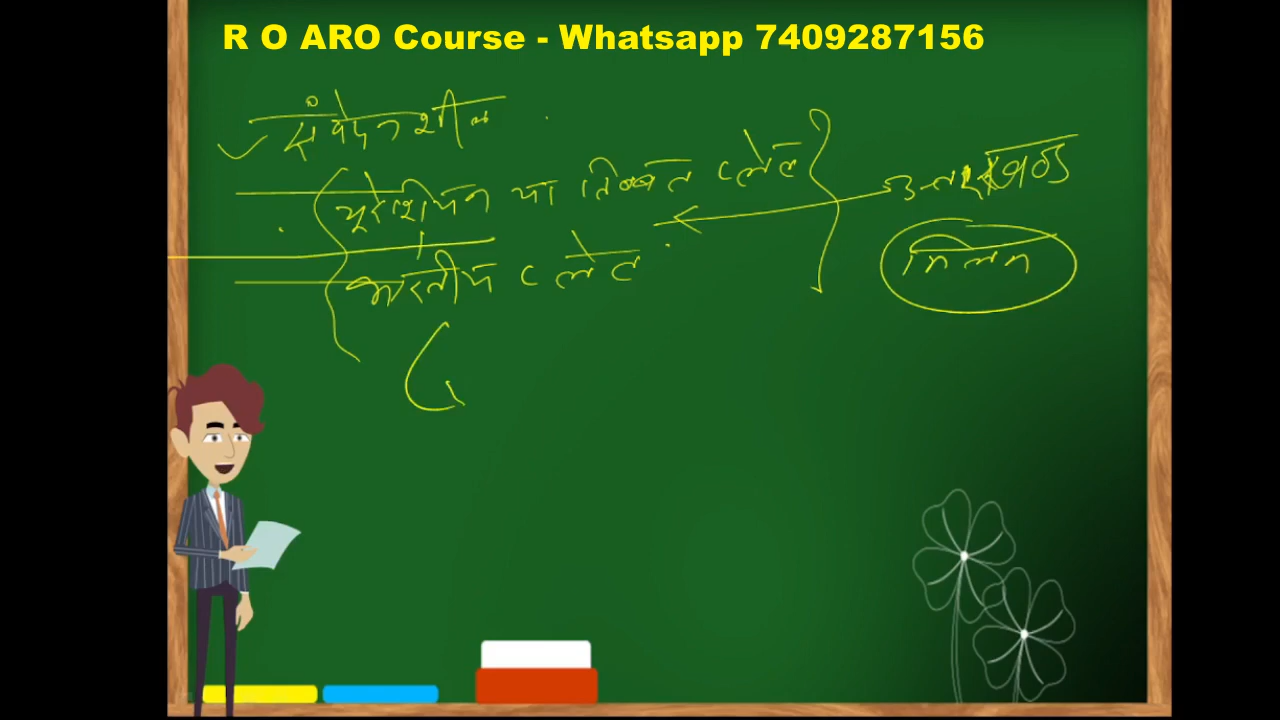 R O ARO Course - Whatsapp 7409287156
संवेदनशील
यूरेशियन या तिब्बत प्लेट
उत्तराखण्ड
भारतीय प्लेट
मिलन